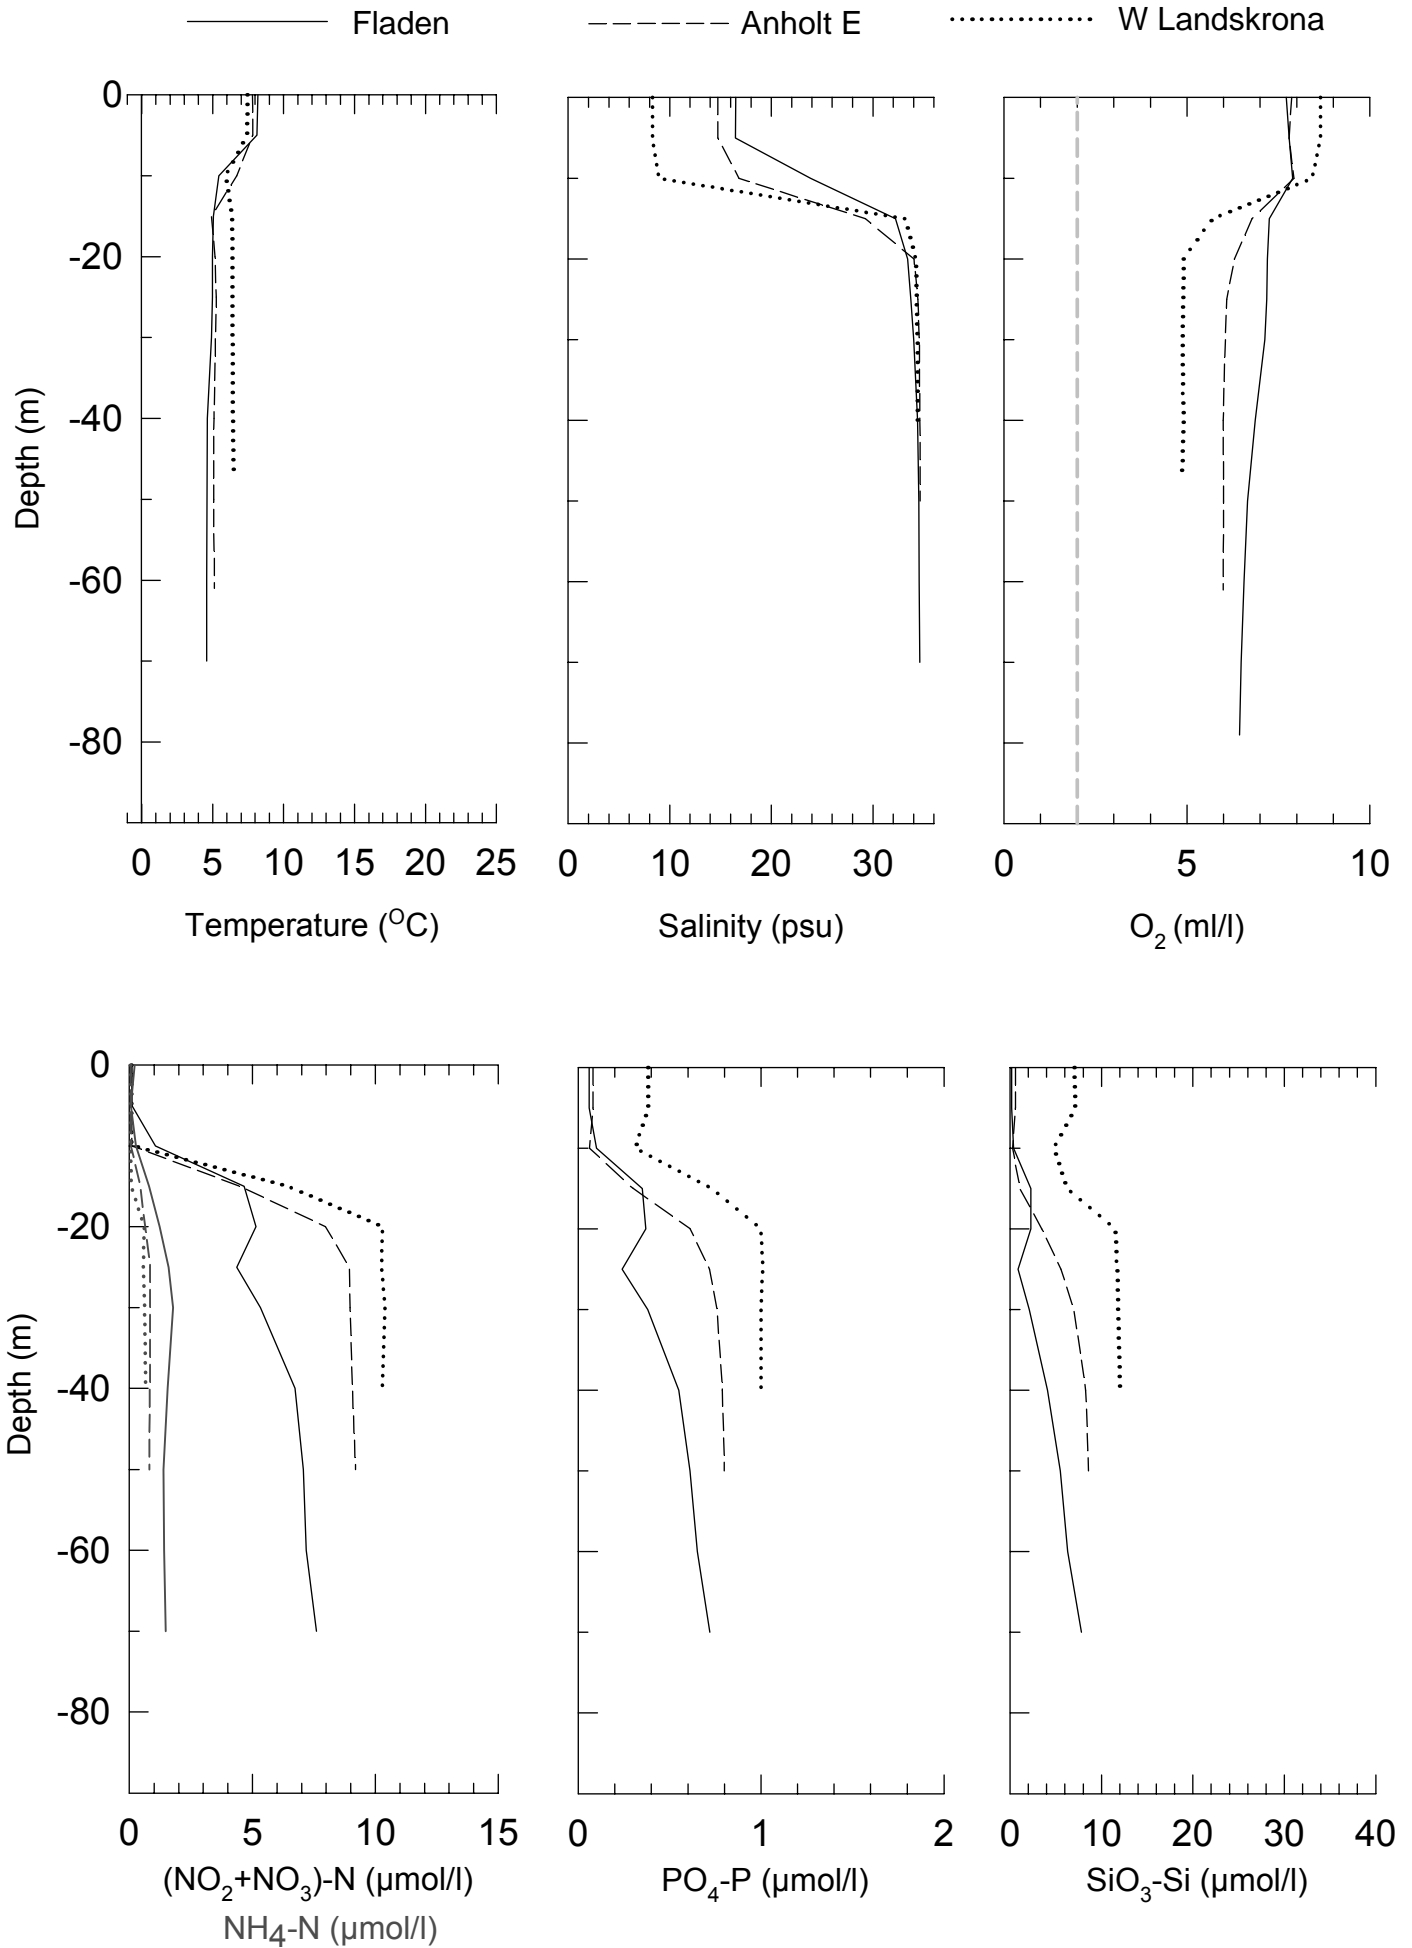 Fladen Anholt E W Landskrona
0
-20
-40
-60
-80
Depth (m)
0 5 10 15 20 25 0 10 20 30 0 5 10
Temperature (OC) Salinity (psu) O2 (ml/l)
0
-20
-40
-60
-80
Depth (m)
0 5 10 15 0 1 2 0 10 20 30 40
(NO2+NO3)-N (µmol/l) PO4-P (µmol/l) SiO3-Si (µmol/l)
NH4-N (µmol/l)